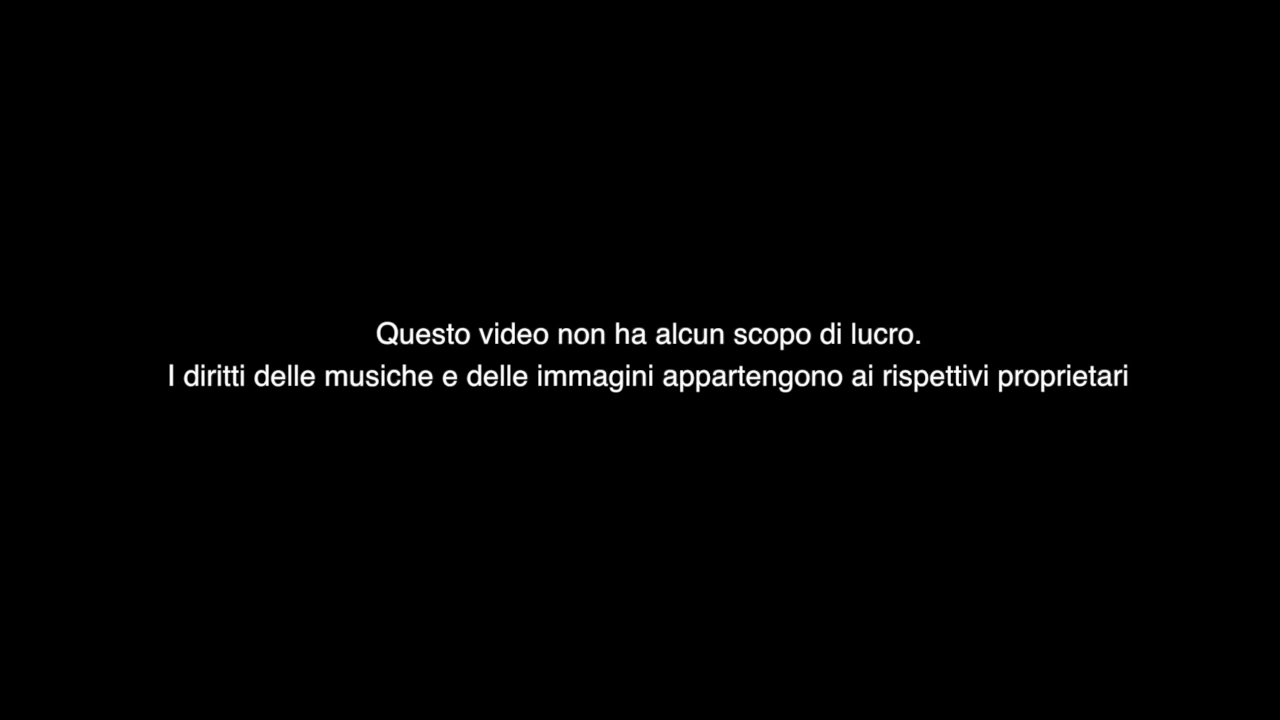 Questo video non ha alcun scopo di lucro.
I diritti delle musiche e delle immagini appartengono ai rispettivi proprietari